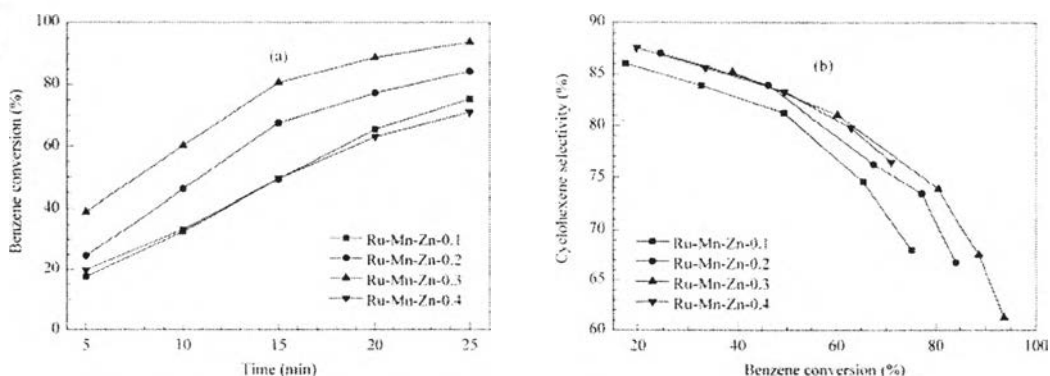 100
80
60
40
20
0
(a)
Benzene conversion (%)
Ru-Mn-Zn-0.1
Ru-Mn-Zn-0.2
Ru-Mn-Zn-0.3
Ru-Mn-Zn-0.4
5 10 15 20 25
Time (min)
90
85
80
75
70
65
60
(b)
Cyclohexene selectivity (%)
Ru-Mn-Zn-0.1
Ru-Mn-Zn-0.2
Ru-Mn-Zn-0.3
Ru-Mn-Zn-0.4
20 40 60 80 100
Benzene conversion (%)